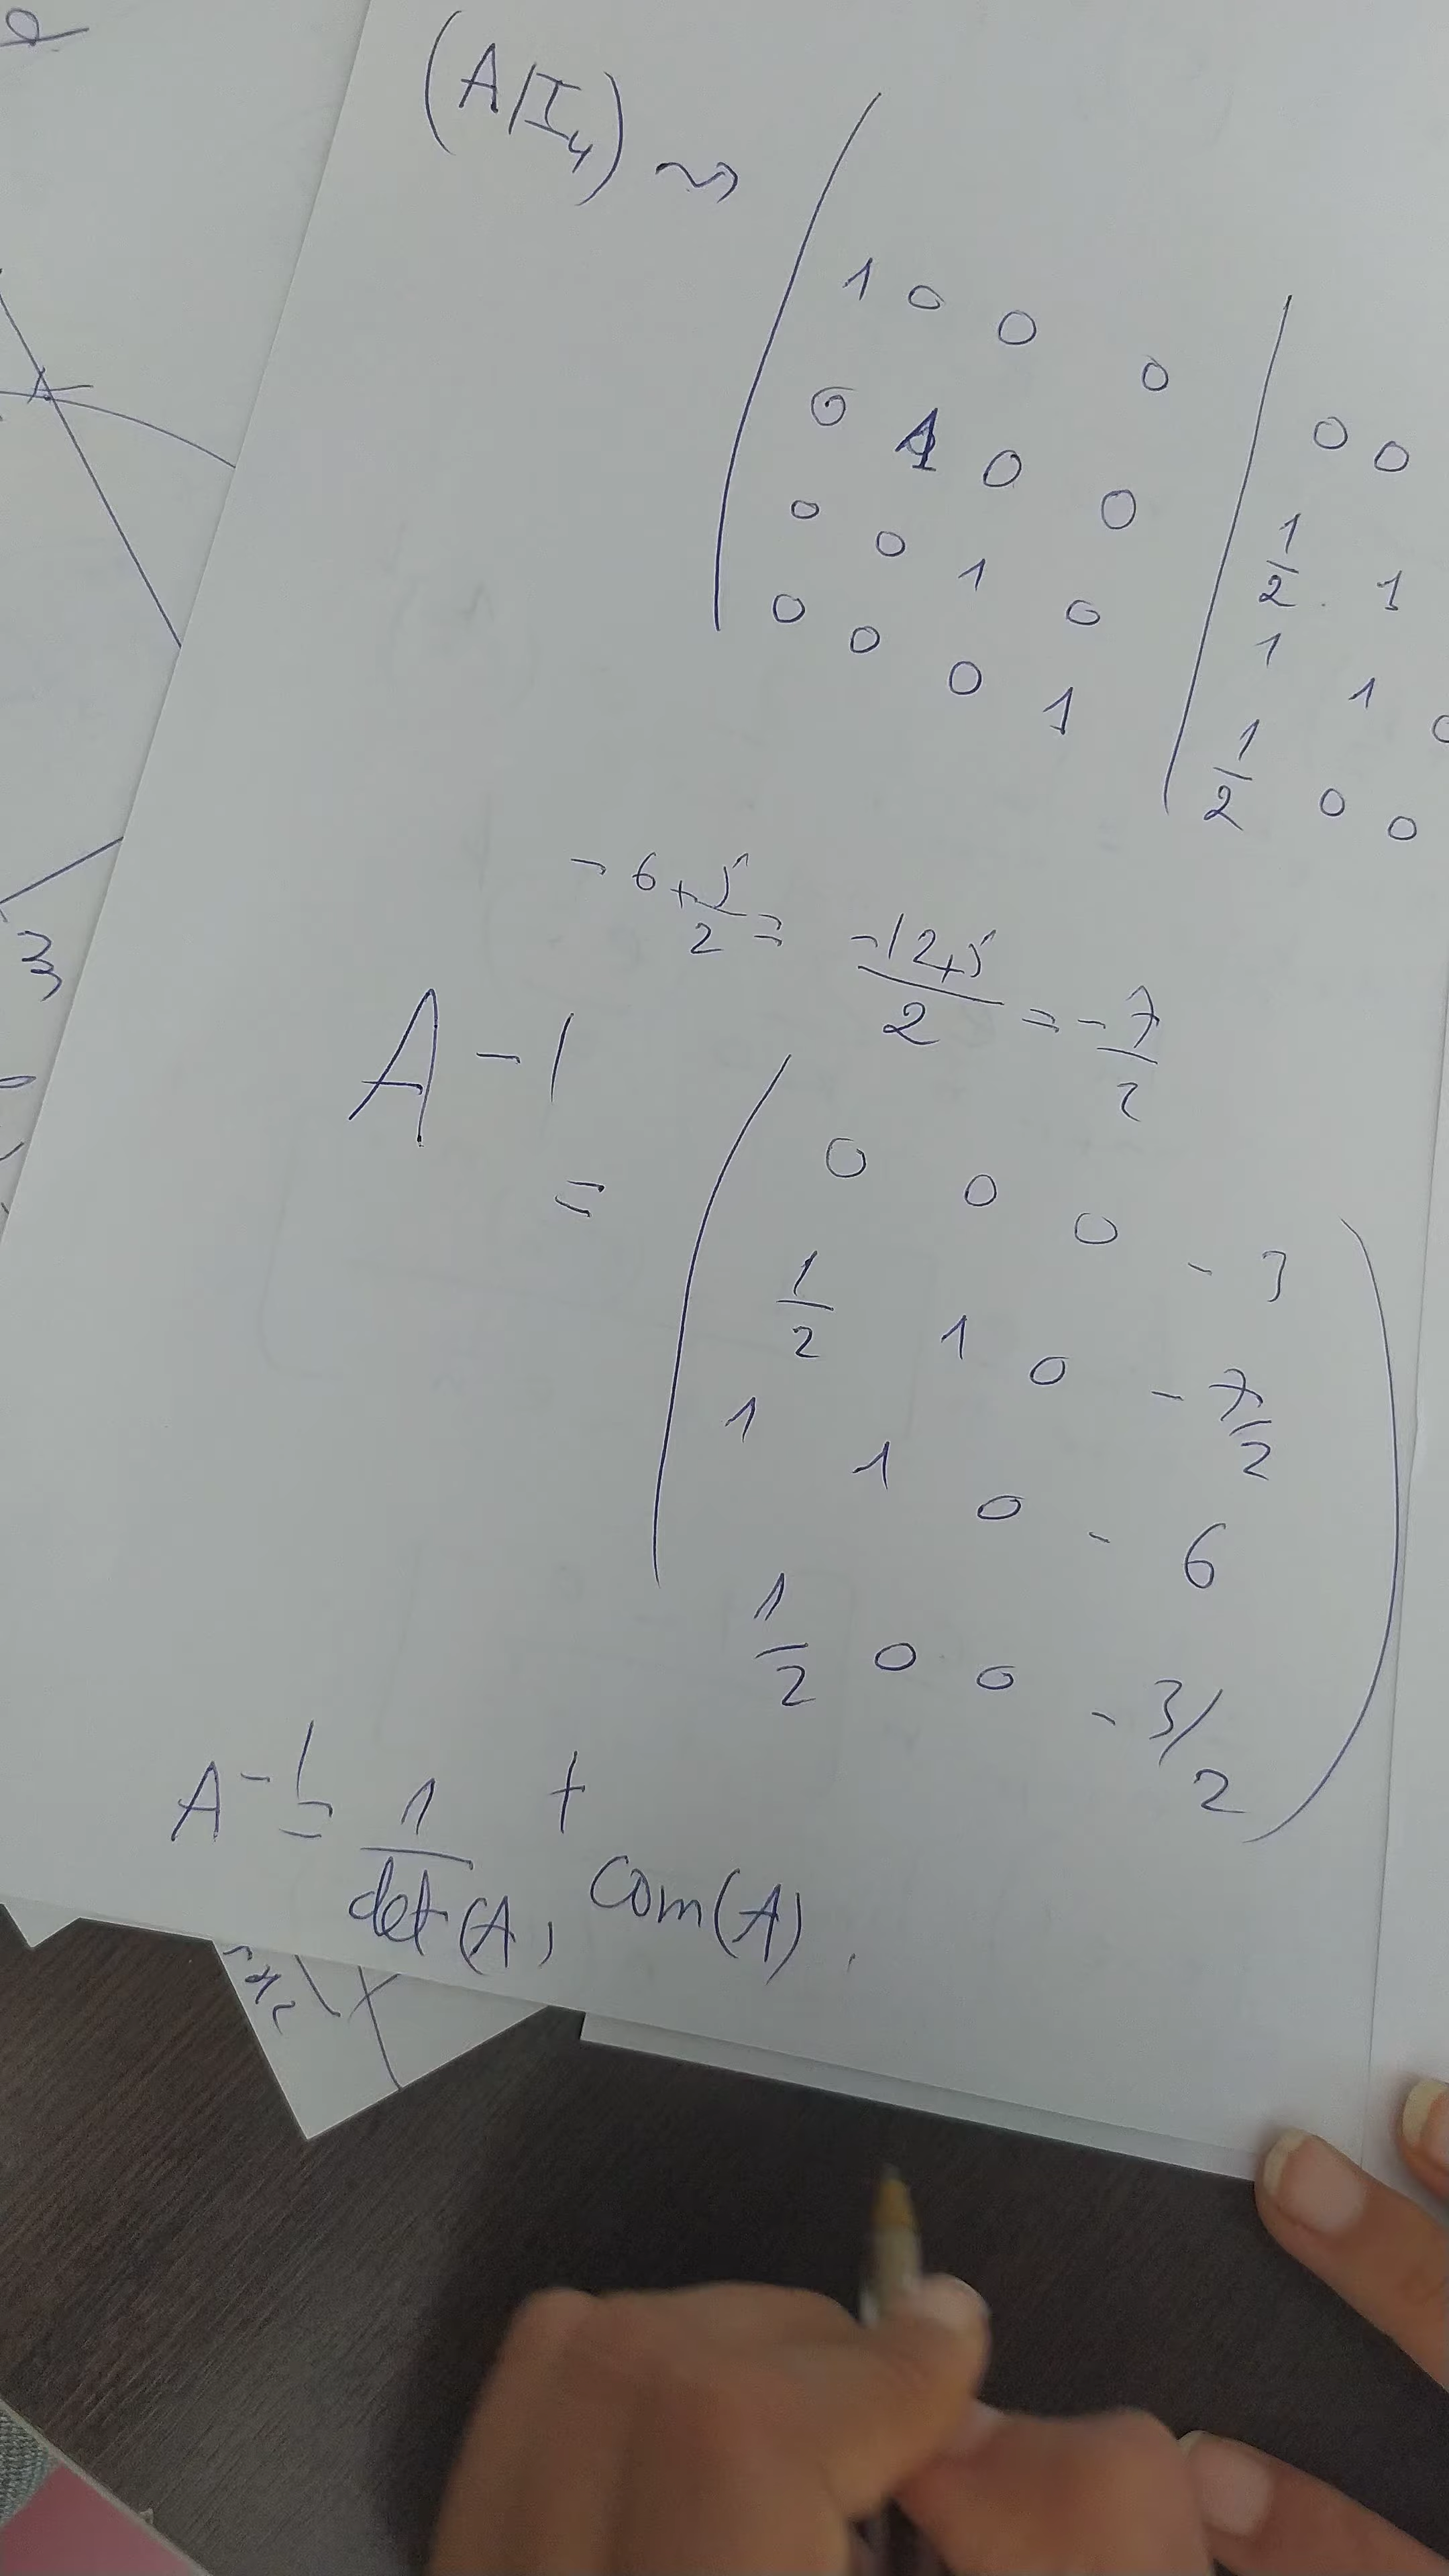 (A/I₄) ⇝
1 0 0 0 | 0 0
0 1 0 0 | 1/2 1
0 0 1 0 | 1 1 0
0 0 0 1 | 1/2 0 0
-6 + 5/2 = (-12+5)/2 = -7/2
A⁻¹ =
0 0 0 -3
1/2 1 0 -7/2
1 1 0 -6
1/2 0 0 -3/2
A⁻¹ = 1/det(A) ᵗCom(A).